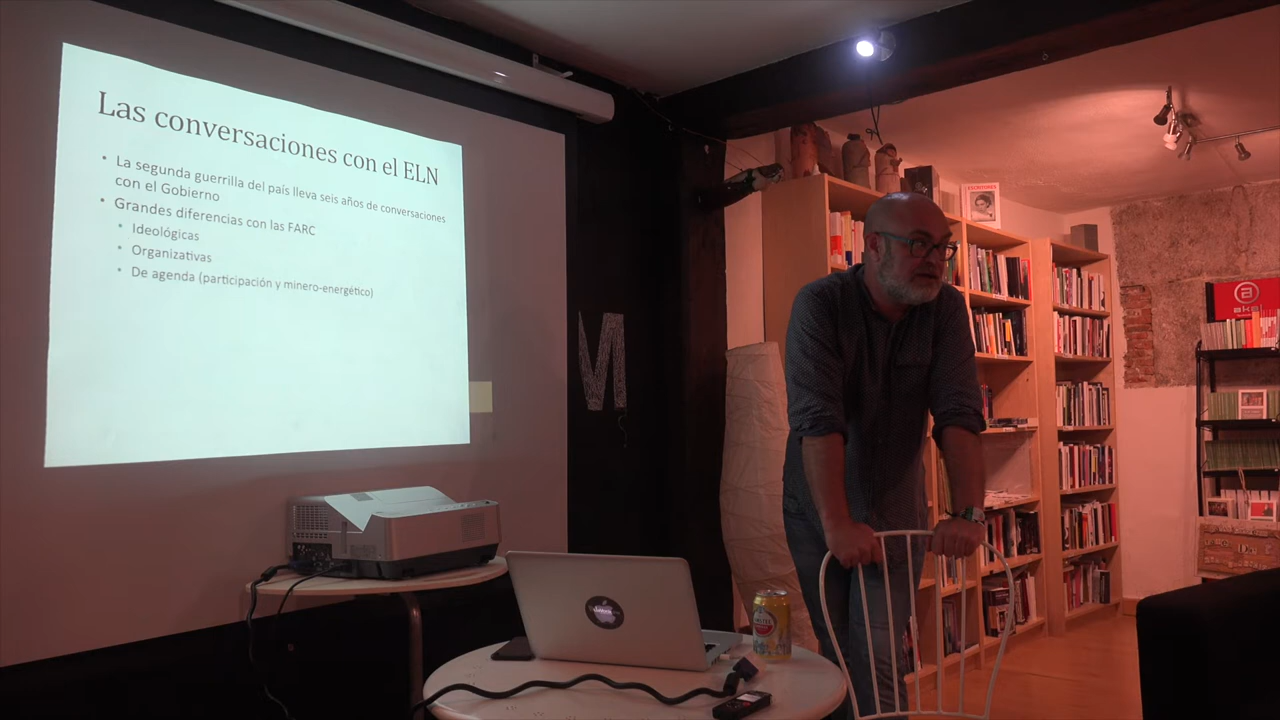 Las conversaciones con el ELN
• La segunda guerrilla del país lleva seis años de conversaciones
con el Gobierno
• Grandes diferencias con las FARC
• Ideológicas
• Organizativas
• De agenda (participación y minero-energético)
M
ESCRITORES
akal
AMSTEL